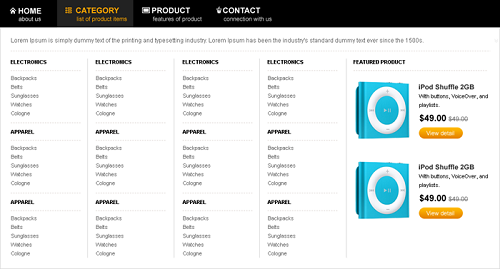 HOME
about us
CATEGORY
list of product items
PRODUCT
features of product
CONTACT
connection with us
Lorem Ipsum is simply dummy text of the printing and typesetting industry. Lorem Ipsum has been the industry's standard dummy text ever since the 1500s.
ELECTRONICS
Backpacks
Belts
Sunglasses
Watches
Cologne
APPAREL
Backpacks
Belts
Sunglasses
Watches
Cologne
APPAREL
Backpacks
Belts
Sunglasses
Watches
Cologne
ELECTRONICS
Backpacks
Belts
Sunglasses
Watches
Cologne
APPAREL
Backpacks
Belts
Sunglasses
Watches
Cologne
APPAREL
Backpacks
Belts
Sunglasses
Watches
Cologne
ELECTRONICS
Backpacks
Belts
Sunglasses
Watches
Cologne
APPAREL
Backpacks
Belts
Sunglasses
Watches
Cologne
APPAREL
Backpacks
Belts
Sunglasses
Watches
Cologne
ELECTRONICS
Backpacks
Belts
Sunglasses
Watches
Cologne
APPAREL
Backpacks
Belts
Sunglasses
Watches
Cologne
APPAREL
Backpacks
Belts
Sunglasses
Watches
Cologne
FEATURED PRODUCT
iPod Shuffle 2GB
With buttons, VoiceOver, and
playlists.
$49.00 $49.00
View detail
iPod Shuffle 2GB
With buttons, VoiceOver, and
playlists.
$49.00 $49.00
View detail